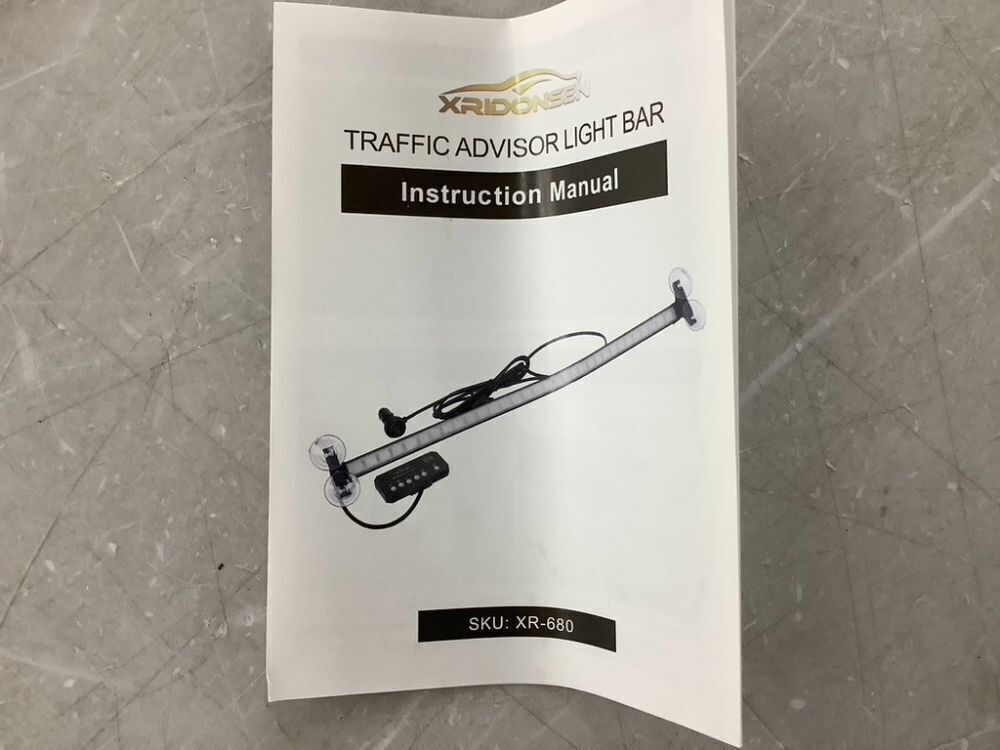 XRIDONSEN
TRAFFIC ADVISOR LIGHT BAR
Instruction Manual
SKU: XR-680